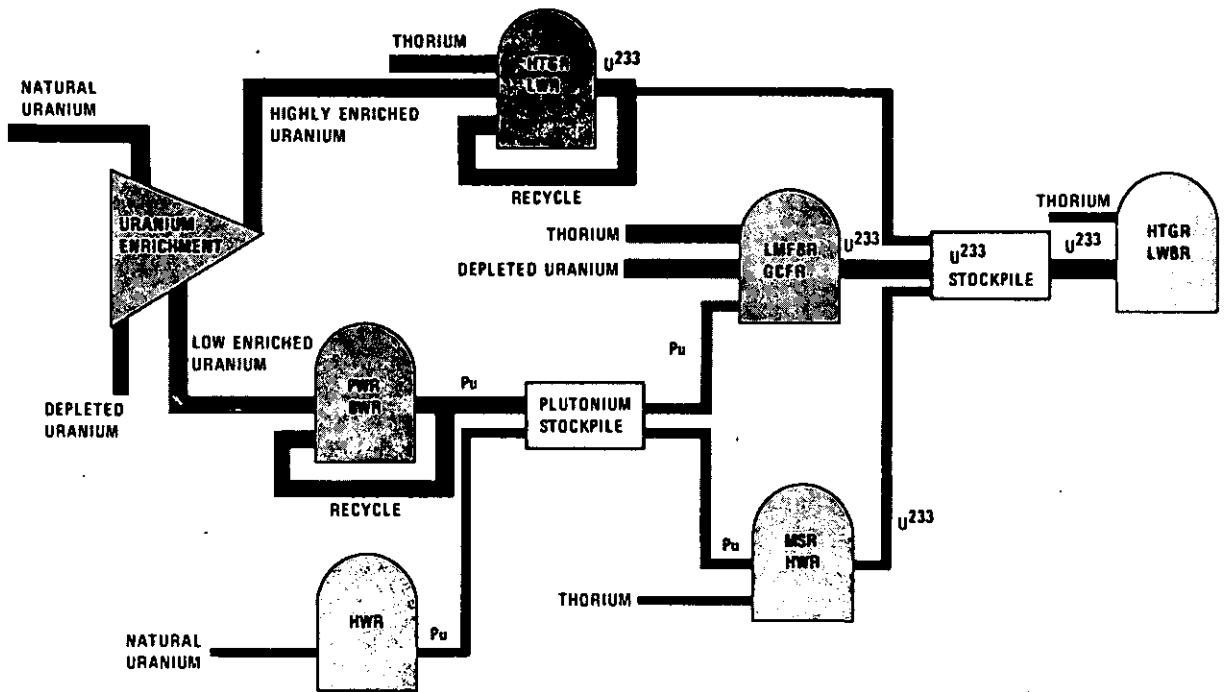 THORIUM
HTGR
LWR
U²³³
NATURAL
URANIUM
HIGHLY ENRICHED
URANIUM
RECYCLE
URANIUM
ENRICHMENT
THORIUM
DEPLETED URANIUM
LMFBR
GCFR
U²³³
U²³³
STOCKPILE
THORIUM
U²³³
HTGR
LWBR
LOW ENRICHED
URANIUM
DEPLETED
URANIUM
PWR
BWR
Pu
RECYCLE
PLUTONIUM
STOCKPILE
Pu
Pu
MSR
HWR
U²³³
THORIUM
HWR
Pu
NATURAL
URANIUM